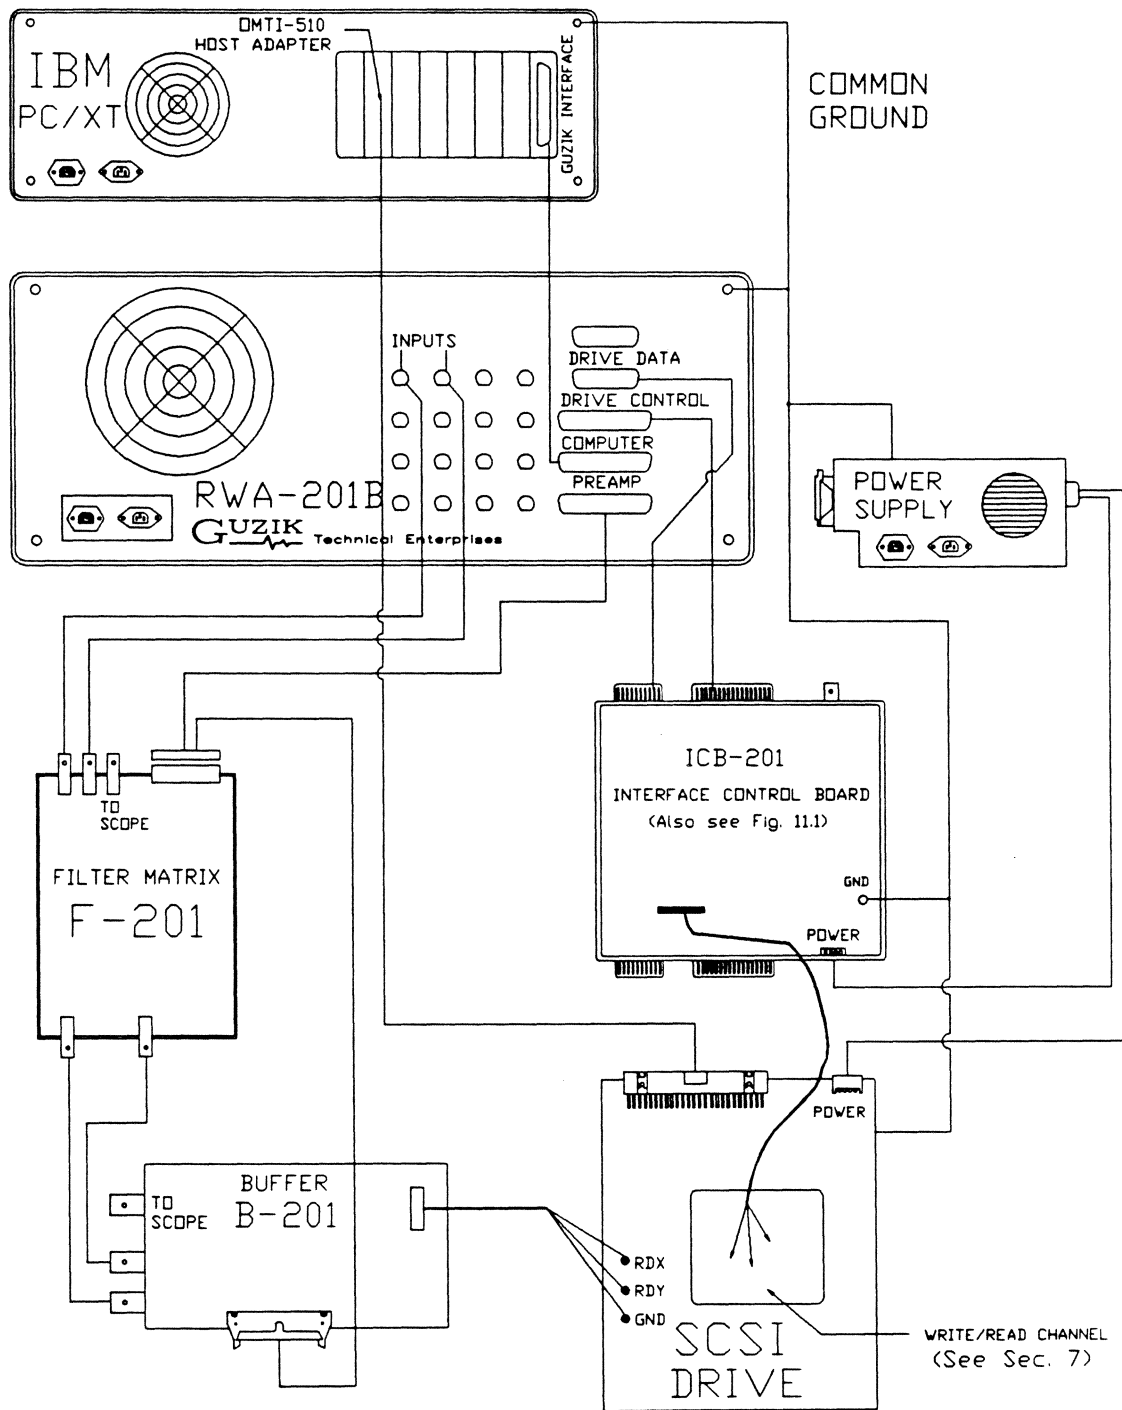 OMTI-510
HOST ADAPTER
IBM
PC/XT
GUZIK INTERFACE
COMMON
GROUND
INPUTS
DRIVE DATA
DRIVE CONTROL
COMPUTER
PREAMP
RWA-201B
GUZIK Technical Enterprises
POWER
SUPPLY
TO
SCOPE
FILTER MATRIX
F-201
ICB-201
INTERFACE CONTROL BOARD
(Also see Fig. 11.1)
GND
POWER
POWER
BUFFER
B-201
TO
SCOPE
RDX
RDY
GND
SCSI
DRIVE
WRITE/READ CHANNEL
(See Sec. 7)